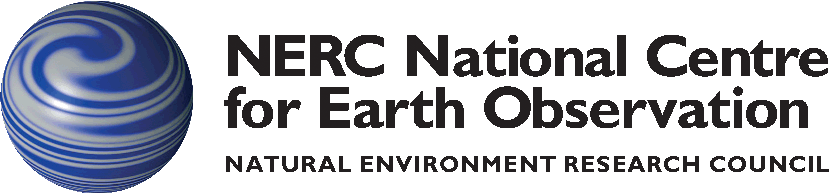 NERC National Centre
for Earth Observation
NATURAL ENVIRONMENT RESEARCH COUNCIL